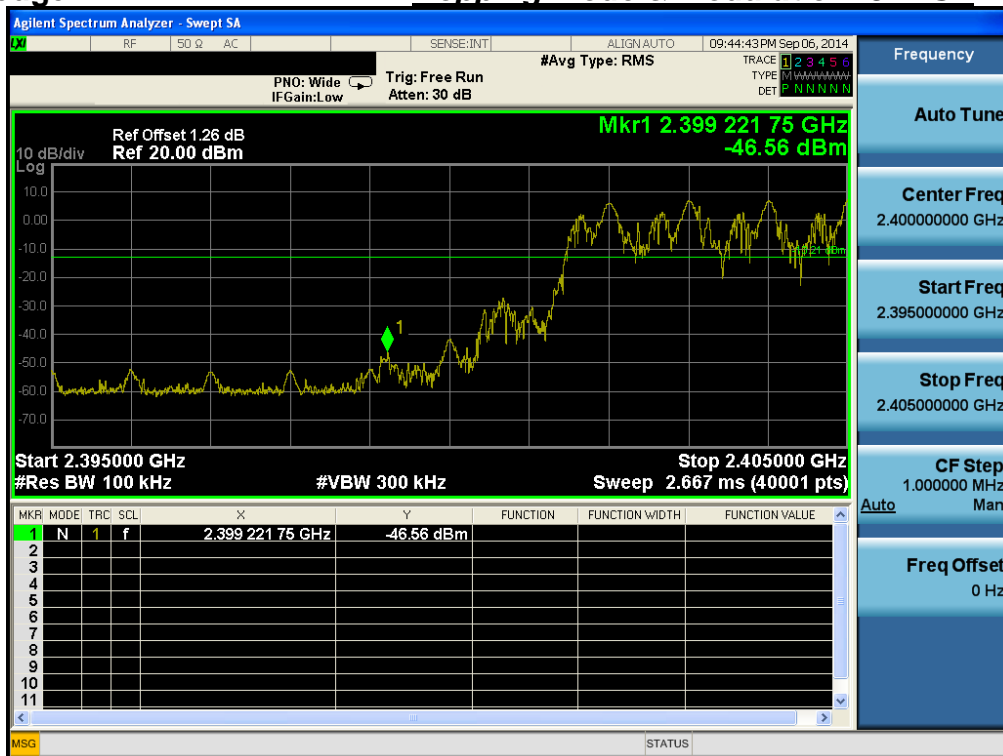 Agilent Spectrum Analyzer - Swept SA
LXI RF 50 Ω AC SENSE:INT ALIGN AUTO 09:44:43 PM Sep 06, 2014
#Avg Type: RMS
TRACE 1 2 3 4 5 6
TYPE M
DET P N N N N N
PNO: Wide
IFGain:Low
Trig: Free Run
Atten: 30 dB
Ref Offset 1.26 dB
Ref 20.00 dBm
10 dB/div
Log
Mkr1 2.399 221 75 GHz
-46.56 dBm
10.0
0.00
-10.0
-20.0
-30.0
-40.0
-50.0
-60.0
-70.0
1
Start 2.395000 GHz
Stop 2.405000 GHz
#Res BW 100 kHz
#VBW 300 kHz
Sweep 2.667 ms (40001 pts)
MKR MODE TRC SCL X Y FUNCTION FUNCTION WIDTH FUNCTION VALUE
1 N 1 f 2.399 221 75 GHz -46.56 dBm
2
3
4
5
6
7
8
9
10
11
MSG STATUS
Frequency
Auto Tune
Center Freq
2.400000000 GHz
Start Freq
2.395000000 GHz
Stop Freq
2.405000000 GHz
CF Step
1.000000 MHz
Auto Man
Freq Offset
0 Hz